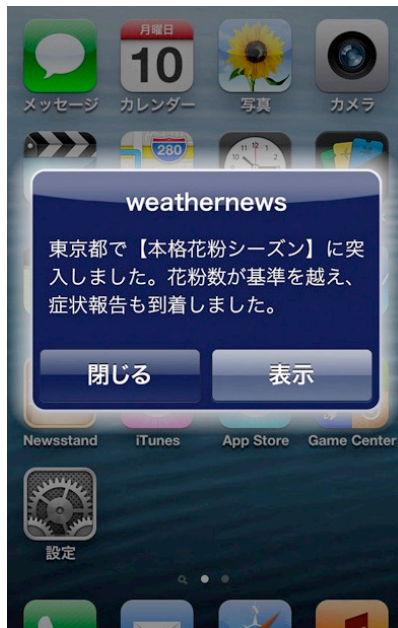 月曜日
10
メッセージ
カレンダー
写真
カメラ
280
12
weathernews
東京都で【本格花粉シーズン】に突
入しました。花粉数が基準を越え、
症状報告も到着しました。
閉じる
表示
Newsstand
iTunes
App Store
Game Center
設定